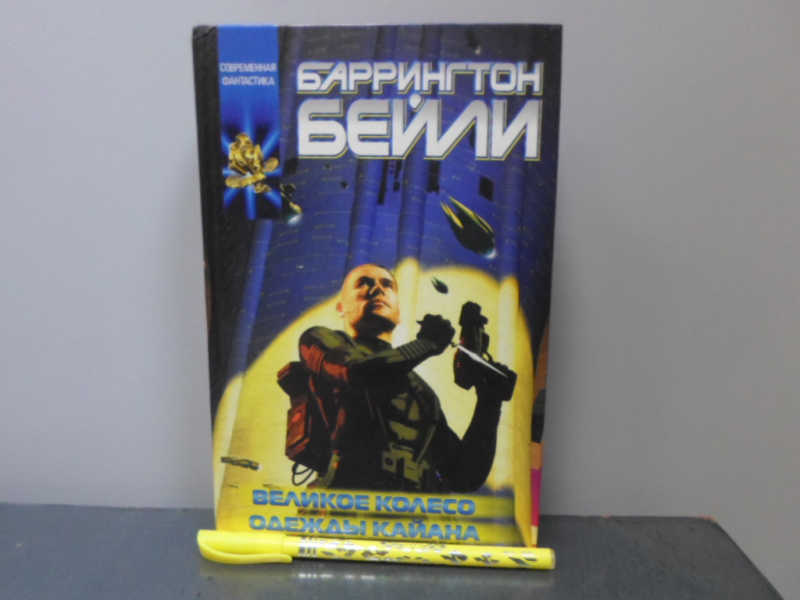 СОВРЕМЕННАЯ
ФАНТАСТИКА
БАРРИНГТОН
БЕЙЛИ
ВЕЛИКОЕ КОЛЕСО
ОДЕЖДЫ КАЙАНА